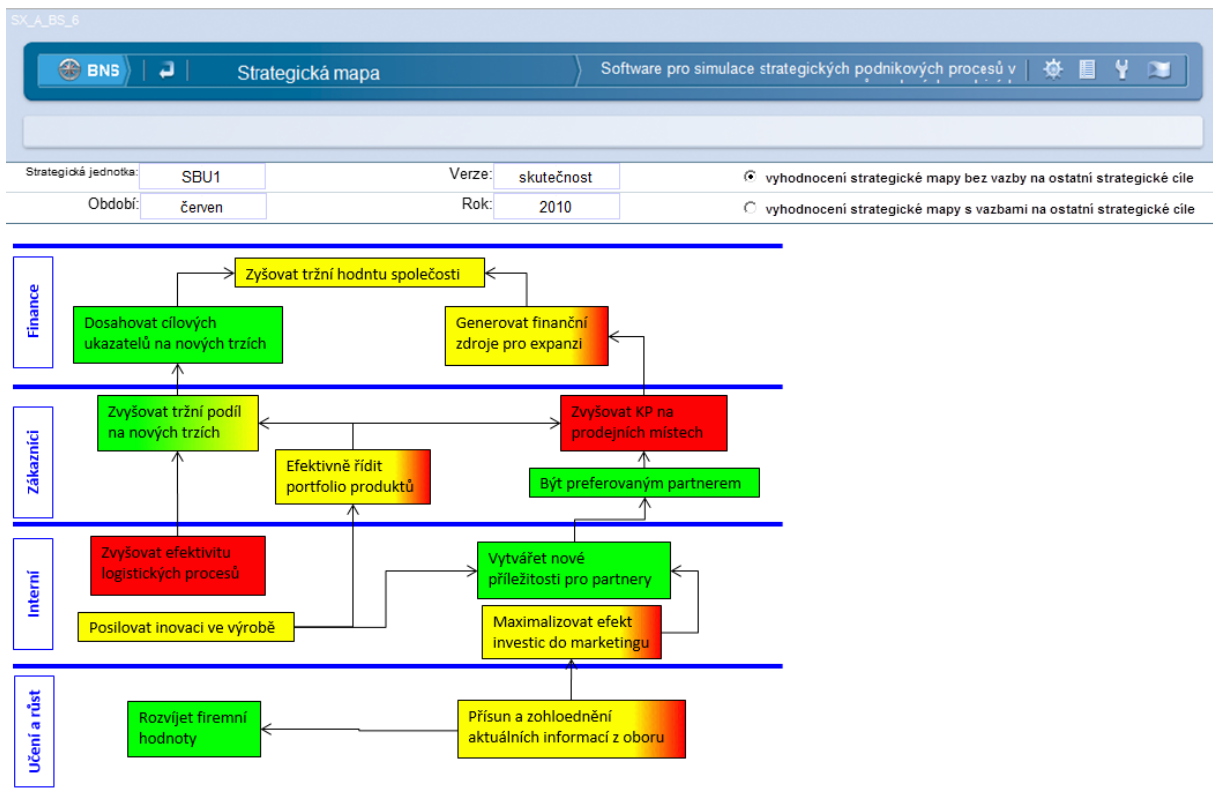 SX_A_BS_6
BNS
Strategická mapa
Software pro simulace strategických podnikových procesů v
Strategická jednotka: SBU1 Verze: skutečnost vyhodnocení strategické mapy bez vazby na ostatní strategické cíle
Období: červen Rok: 2010 vyhodnocení strategické mapy s vazbami na ostatní strategické cíle
Finance
Zyšovat tržní hodntu společosti
Dosahovat cílových
ukazatelů na nových trzích
Generovat finanční
zdroje pro expanzi
Zákazníci
Zvyšovat tržní podíl
na nových trzích
Zvyšovat KP na
prodejních místech
Efektivně řídit
portfolio produktů
Být preferovaným partnerem
Interní
Zvyšovat efektivitu
logistických procesů
Vytvářet nové
příležitosti pro partnery
Posilovat inovaci ve výrobě
Maximalizovat efekt
investic do marketingu
Učení a růst
Rozvíjet firemní
hodnoty
Přísun a zohloednění
aktuálních informací z oboru